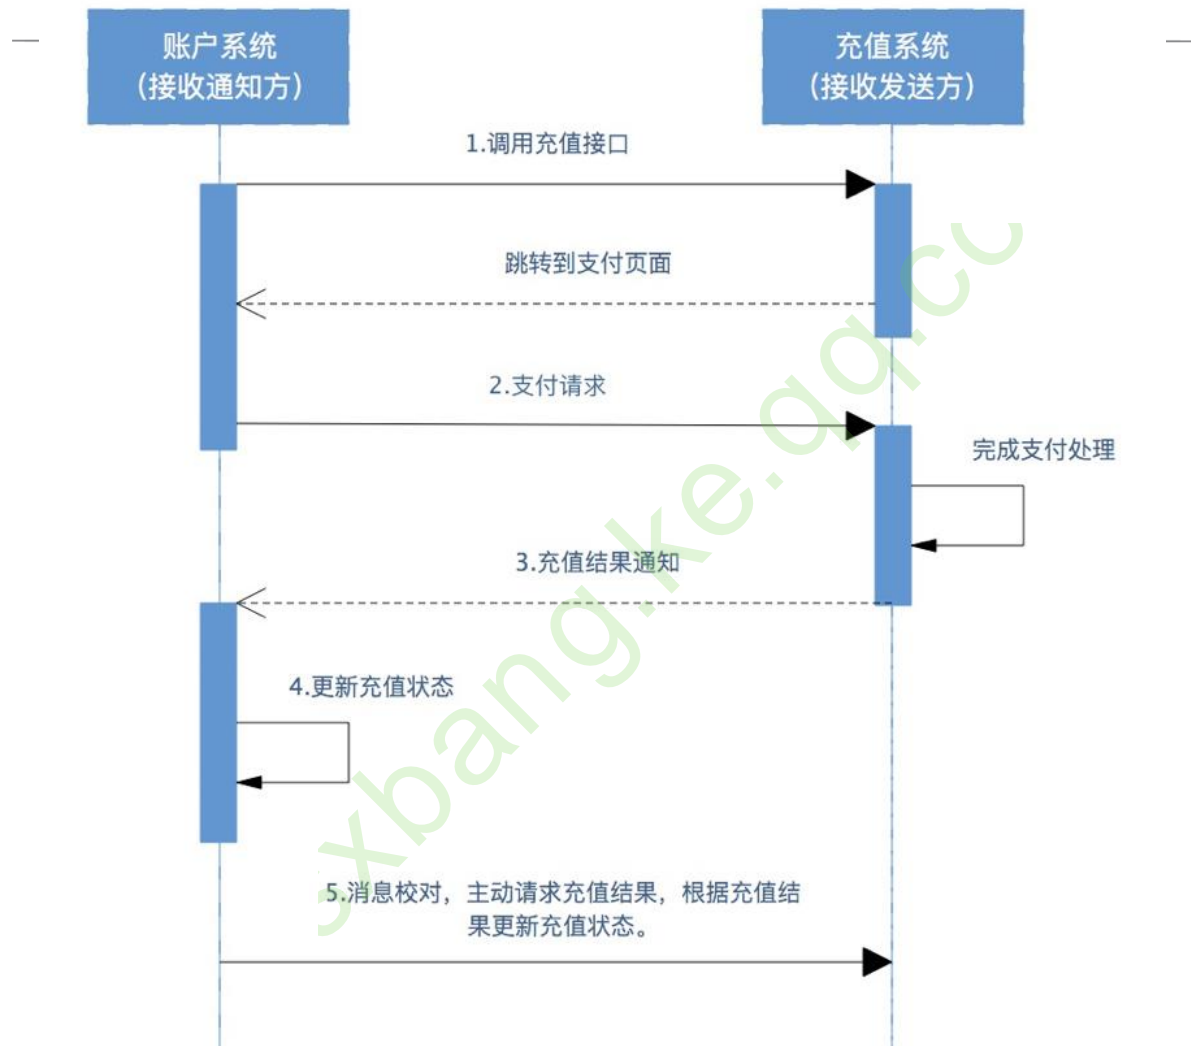 账户系统
（接收通知方）
充值系统
（接收发送方）
1.调用充值接口
跳转到支付页面
2.支付请求
完成支付处理
3.充值结果通知
4.更新充值状态
5.消息校对，主动请求充值结果，根据充值结
果更新充值状态。
xbang.ke.qq.co